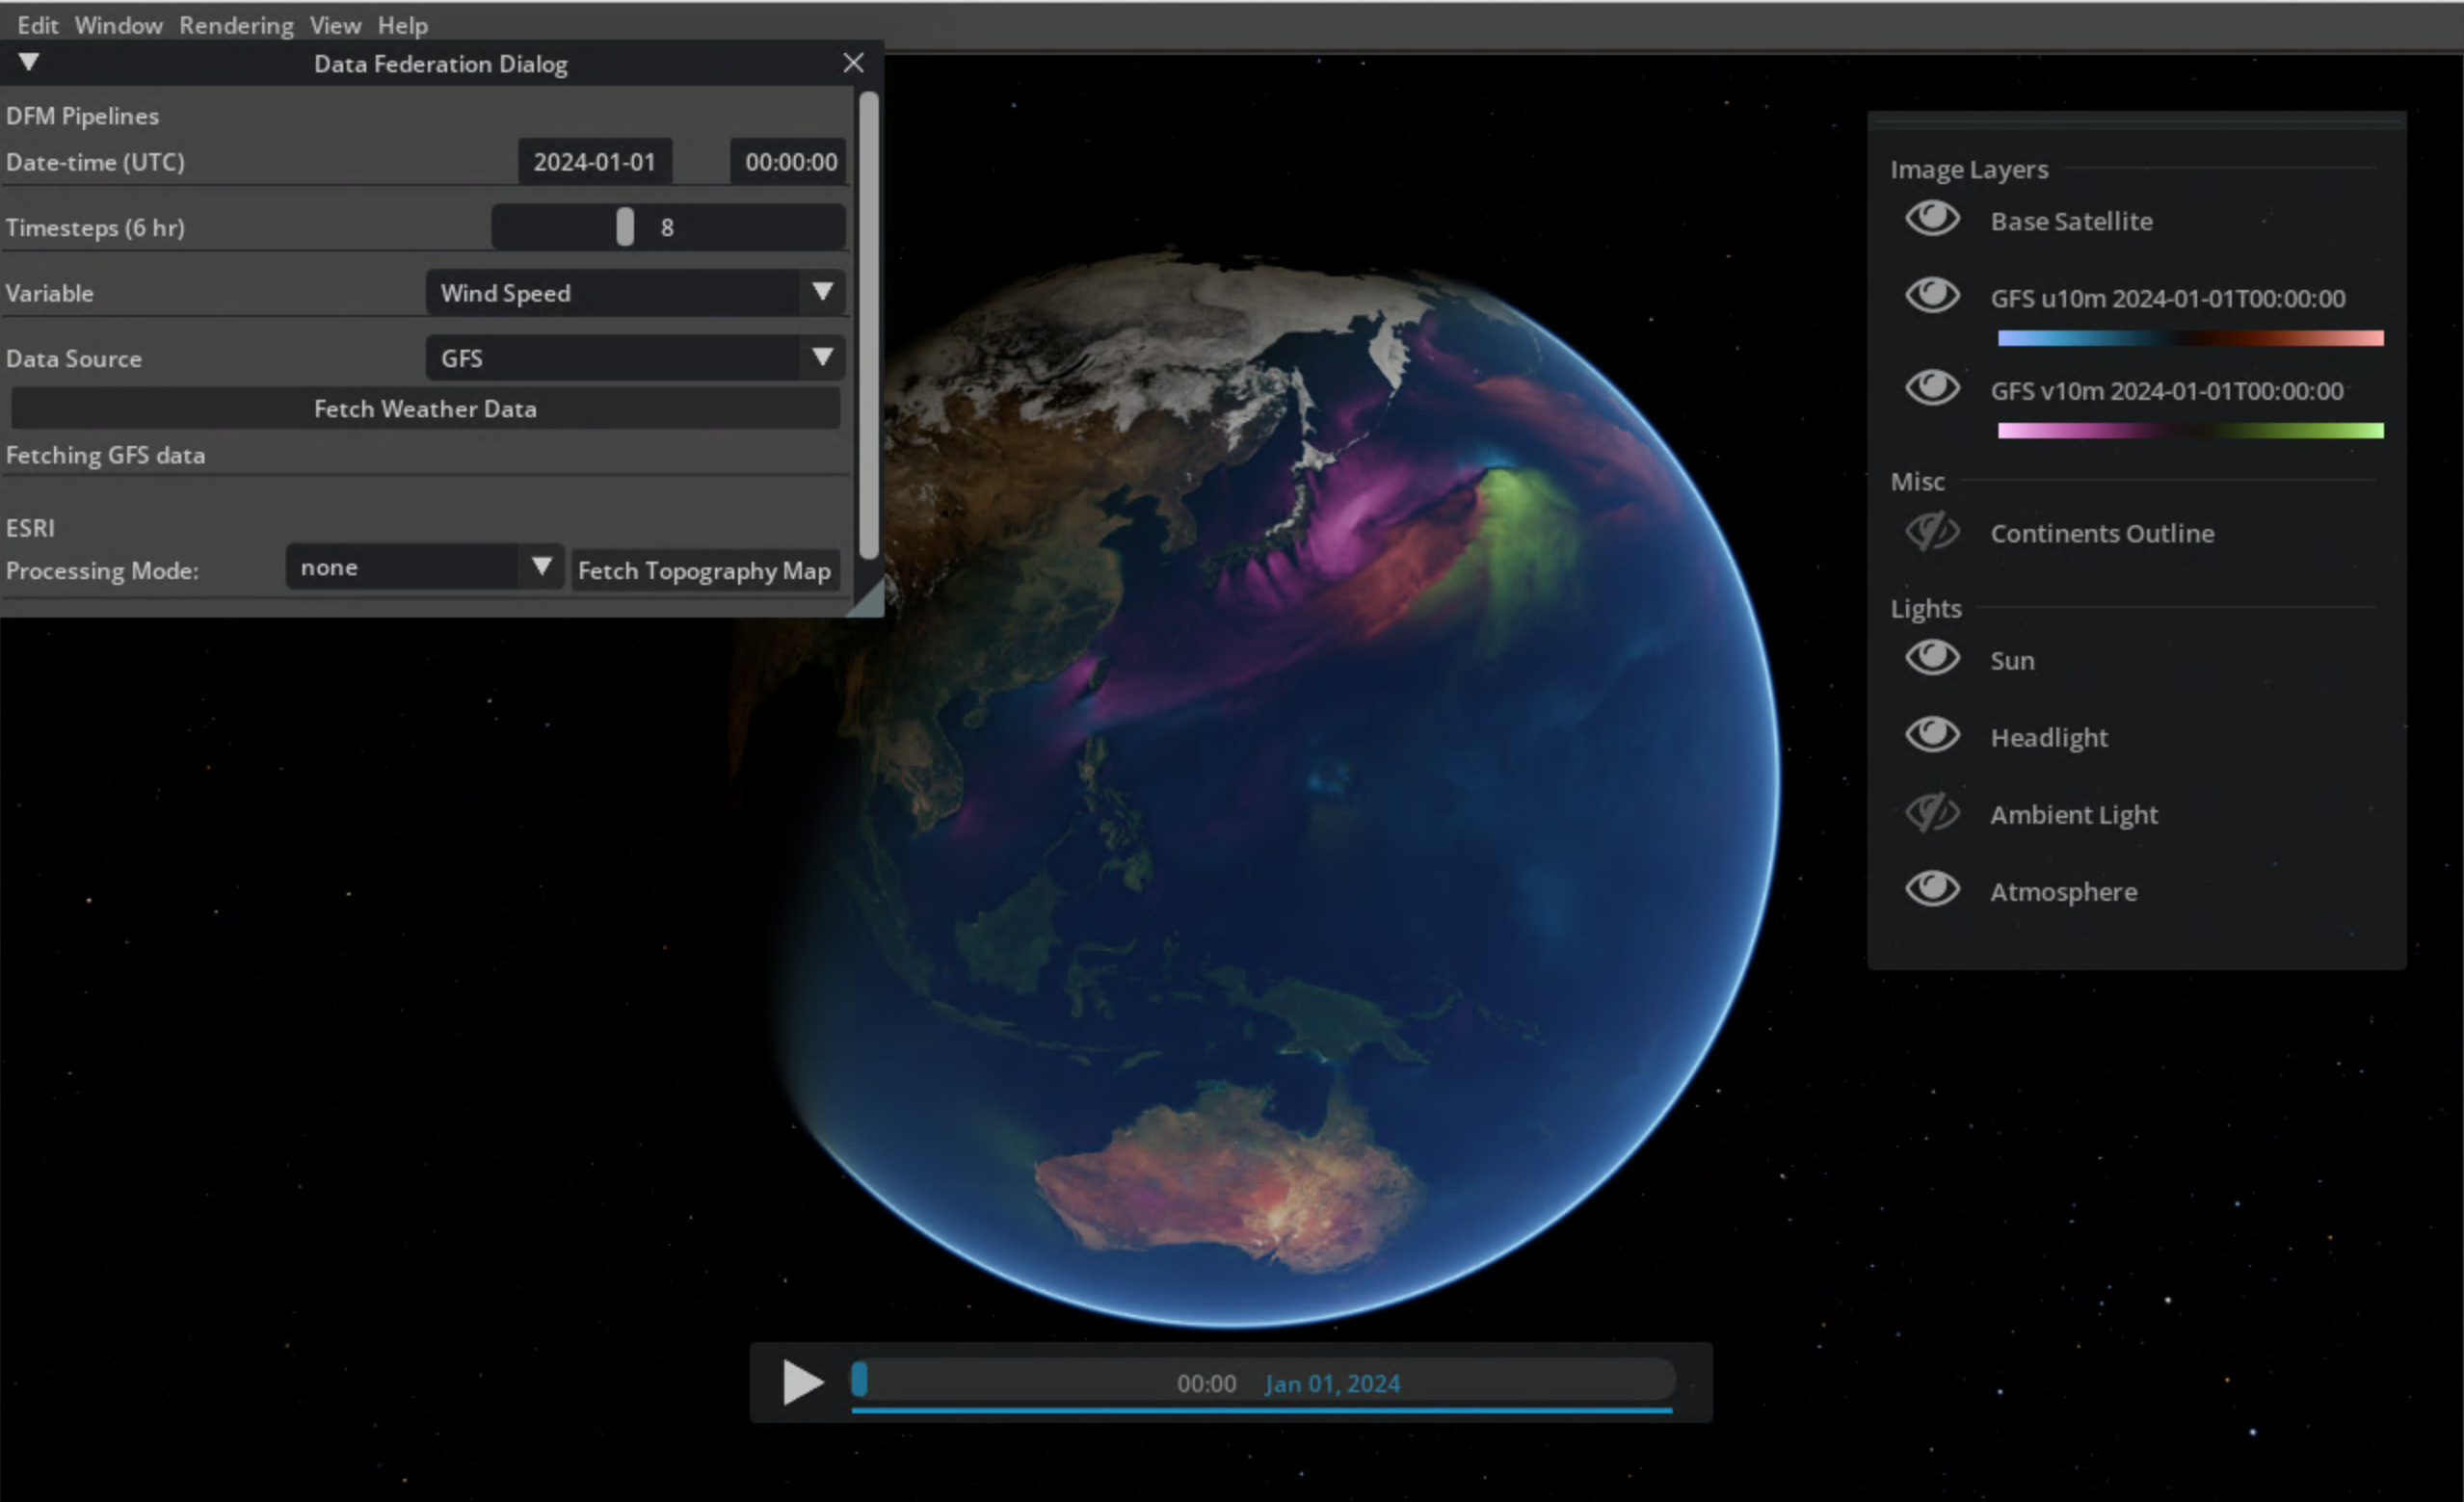 Edit Window Rendering View Help
Data Federation Dialog
DFM Pipelines
Date-time (UTC) 2024-01-01 00:00:00
Timesteps (6 hr) 8
Variable Wind Speed
Data Source GFS
Fetch Weather Data
Fetching GFS data
ESRI
Processing Mode: none Fetch Topography Map
Image Layers
Base Satellite
GFS u10m 2024-01-01T00:00:00
GFS v10m 2024-01-01T00:00:00
Misc
Continents Outline
Lights
Sun
Headlight
Ambient Light
Atmosphere
00:00 Jan 01, 2024